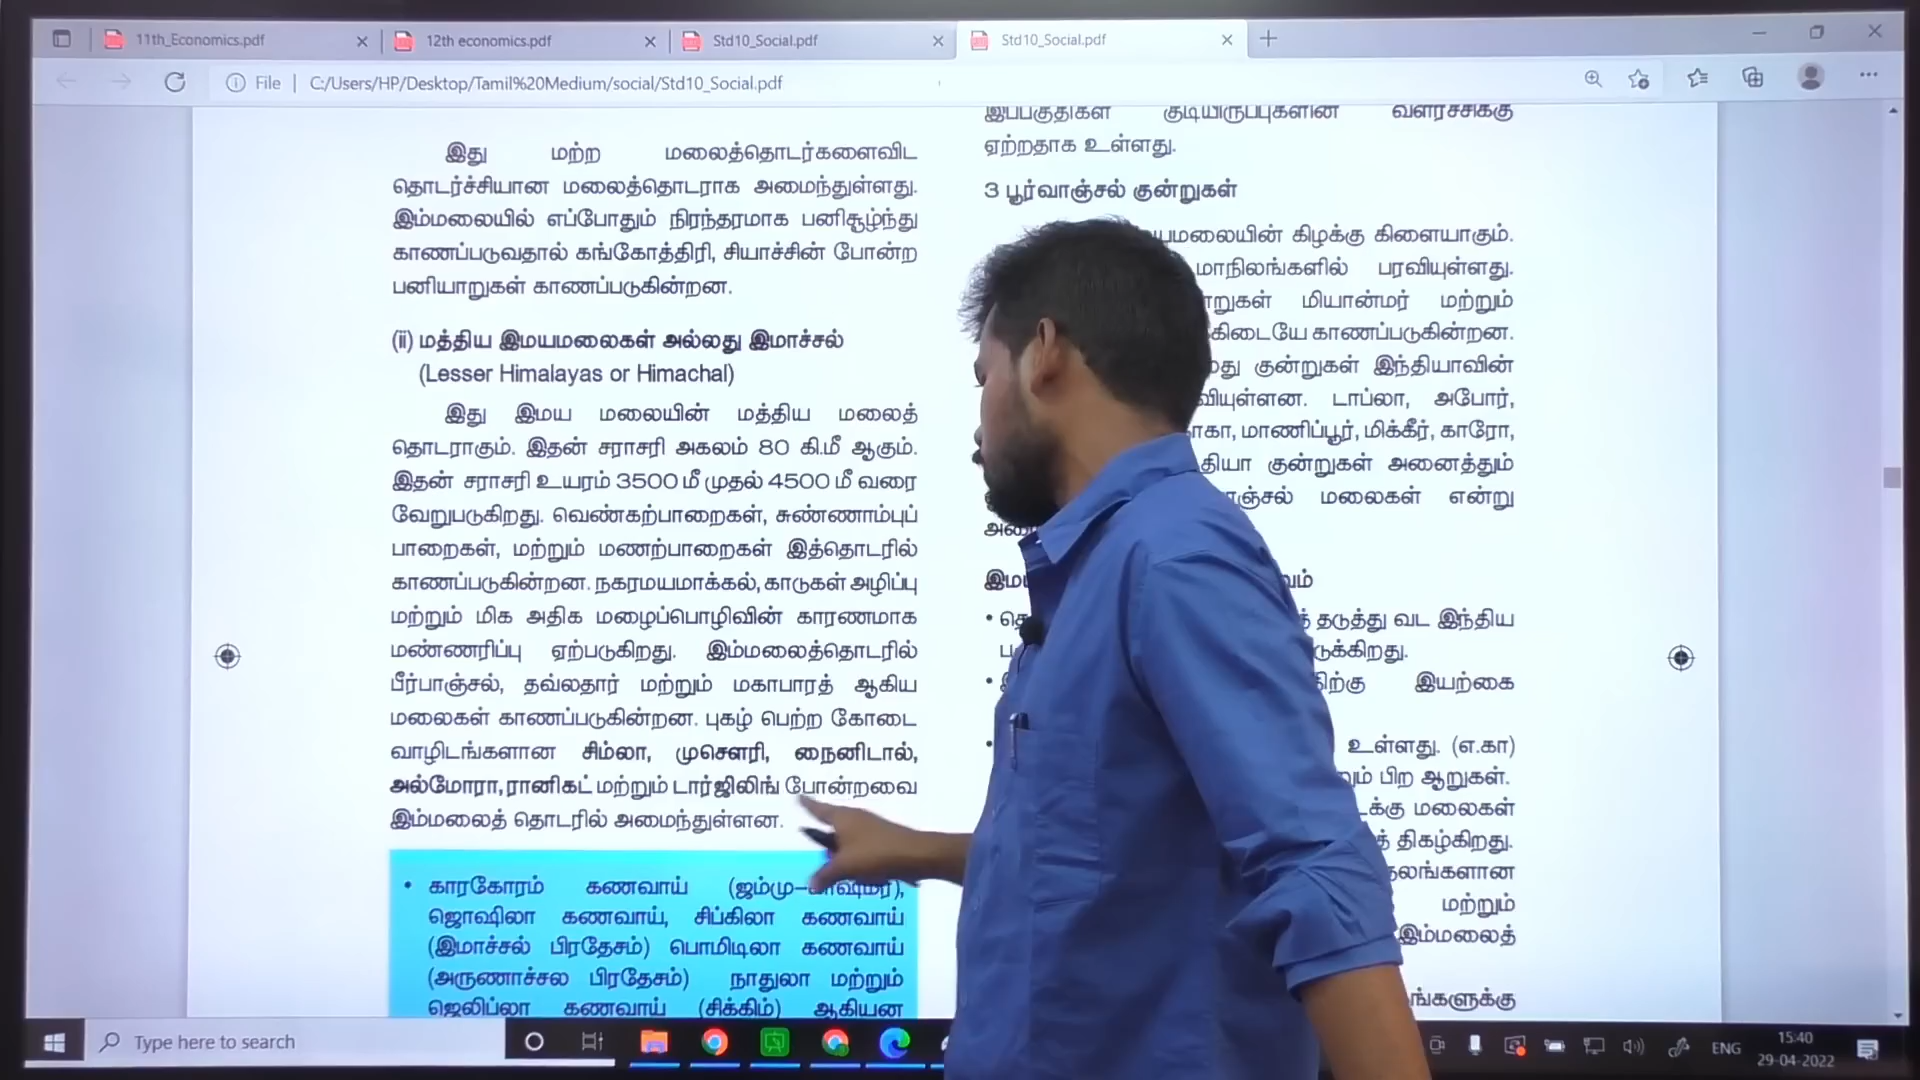 11th_Economics.pdf
12th economics.pdf
Std10_Social.pdf
Std10_Social.pdf
File
C:/Users/HP/Desktop/Tamil%20Medium/social/Std10_Social.pdf
இது மற்ற மலைத்தொடர்களைவிட
தொடர்ச்சியான மலைத்தொடராக அமைந்துள்ளது.
இம்மலையில் எப்போதும் நிரந்தரமாக பனிசூழ்ந்து
காணப்படுவதால் கங்கோத்திரி, சியாச்சின் போன்ற
பனியாறுகள் காணப்படுகின்றன.
(ii) மத்திய இமயமலைகள் அல்லது இமாச்சல்
(Lesser Himalayas or Himachal)
இது இமய மலையின் மத்திய மலைத்
தொடராகும். இதன் சராசரி அகலம் 80 கி.மீ ஆகும்.
இதன் சராசரி உயரம் 3500 மீ முதல் 4500 மீ வரை
வேறுபடுகிறது. வெண்கற்பாறைகள், சுண்ணாம்புப்
பாறைகள், மற்றும் மணற்பாறைகள் இத்தொடரில்
காணப்படுகின்றன. நகரமயமாக்கல், காடுகள் அழிப்பு
மற்றும் மிக அதிக மழைப்பொழிவின் காரணமாக
மண்ணரிப்பு ஏற்படுகிறது. இம்மலைத்தொடரில்
பீர்பாஞ்சல், தவ்லதார் மற்றும் மகாபாரத் ஆகிய
மலைகள் காணப்படுகின்றன. புகழ் பெற்ற கோடை
வாழிடங்களான சிம்லா, முசௌரி, நைனிடால்,
அல்மோரா, ரானிகட் மற்றும் டார்ஜிலிங் போன்றவை
இம்மலைத் தொடரில் அமைந்துள்ளன.
• காரகோரம் கணவாய் (ஜம்மு–காஷ்மீர்),
ஜொஷிலா கணவாய், சிப்கிலா கணவாய்
(இமாச்சல் பிரதேசம்) பொமிடிலா கணவாய்
(அருணாச்சல பிரதேசம்) நாதுலா மற்றும்
ஜெலிப்லா கணவாய் (சிக்கிம்) ஆகியன
இப்பகுதிகள் குடியிருப்புகளின் வளர்ச்சிக்கு
ஏற்றதாக உள்ளது.
3 பூர்வாஞ்சல் குன்றுகள்
கிழக்கு கிளையாகும்.
மாநிலங்களில் பரவியுள்ளது.
மியான்மர் மற்றும்
காணப்படுகின்றன.
குன்றுகள் இந்தியாவின்
டாப்லா, அபோர்,
மாணிப்பூர், மிக்கீர், காரோ,
குன்றுகள் அனைத்தும்
மலைகள் என்று
தடுத்து வட இந்திய
இயற்கை
உள்ளது. (எ.கா)
பிற ஆறுகள்.
மலைகள்
திகழ்கிறது.
மற்றும்
இம்மலைத்
Type here to search
ENG
15:40
29-04-2022